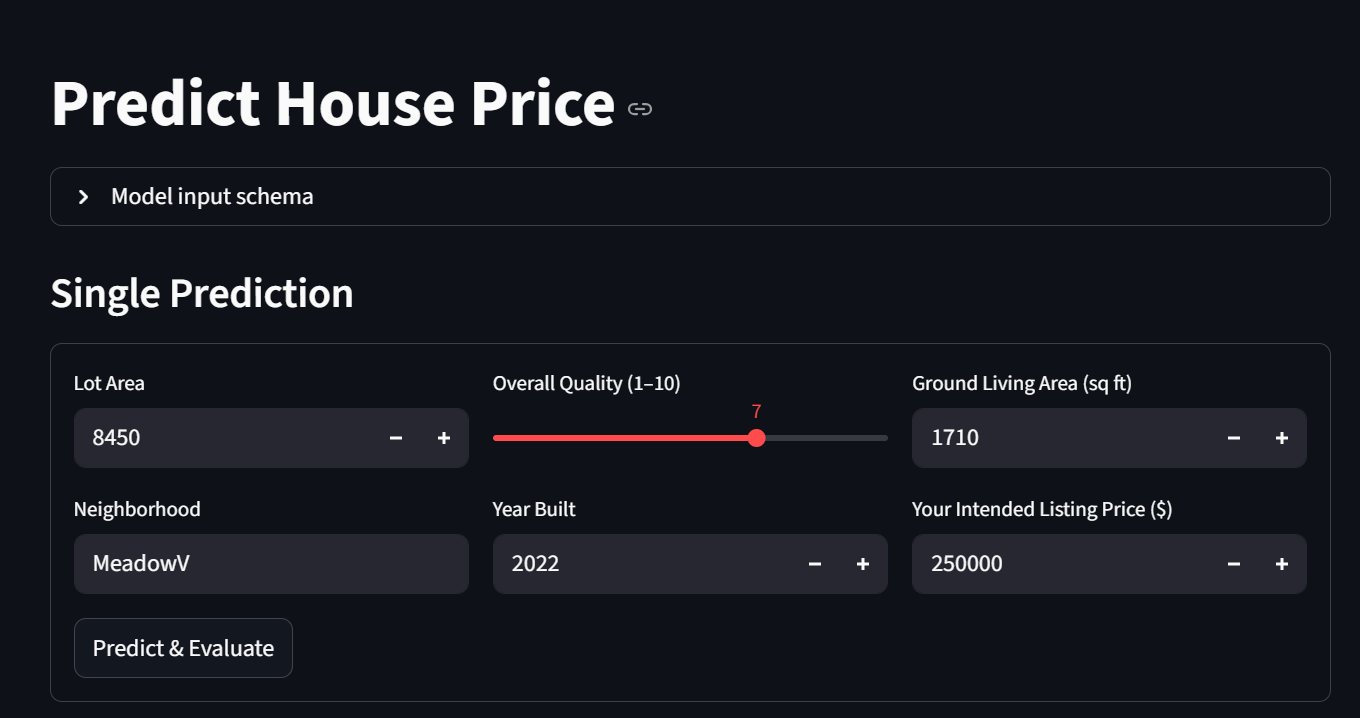 Predict House Price
Model input schema
Single Prediction
Lot Area
8450
Overall Quality (1–10)
7
Ground Living Area (sq ft)
1710
Neighborhood
MeadowV
Year Built
2022
Your Intended Listing Price ($)
250000
Predict & Evaluate